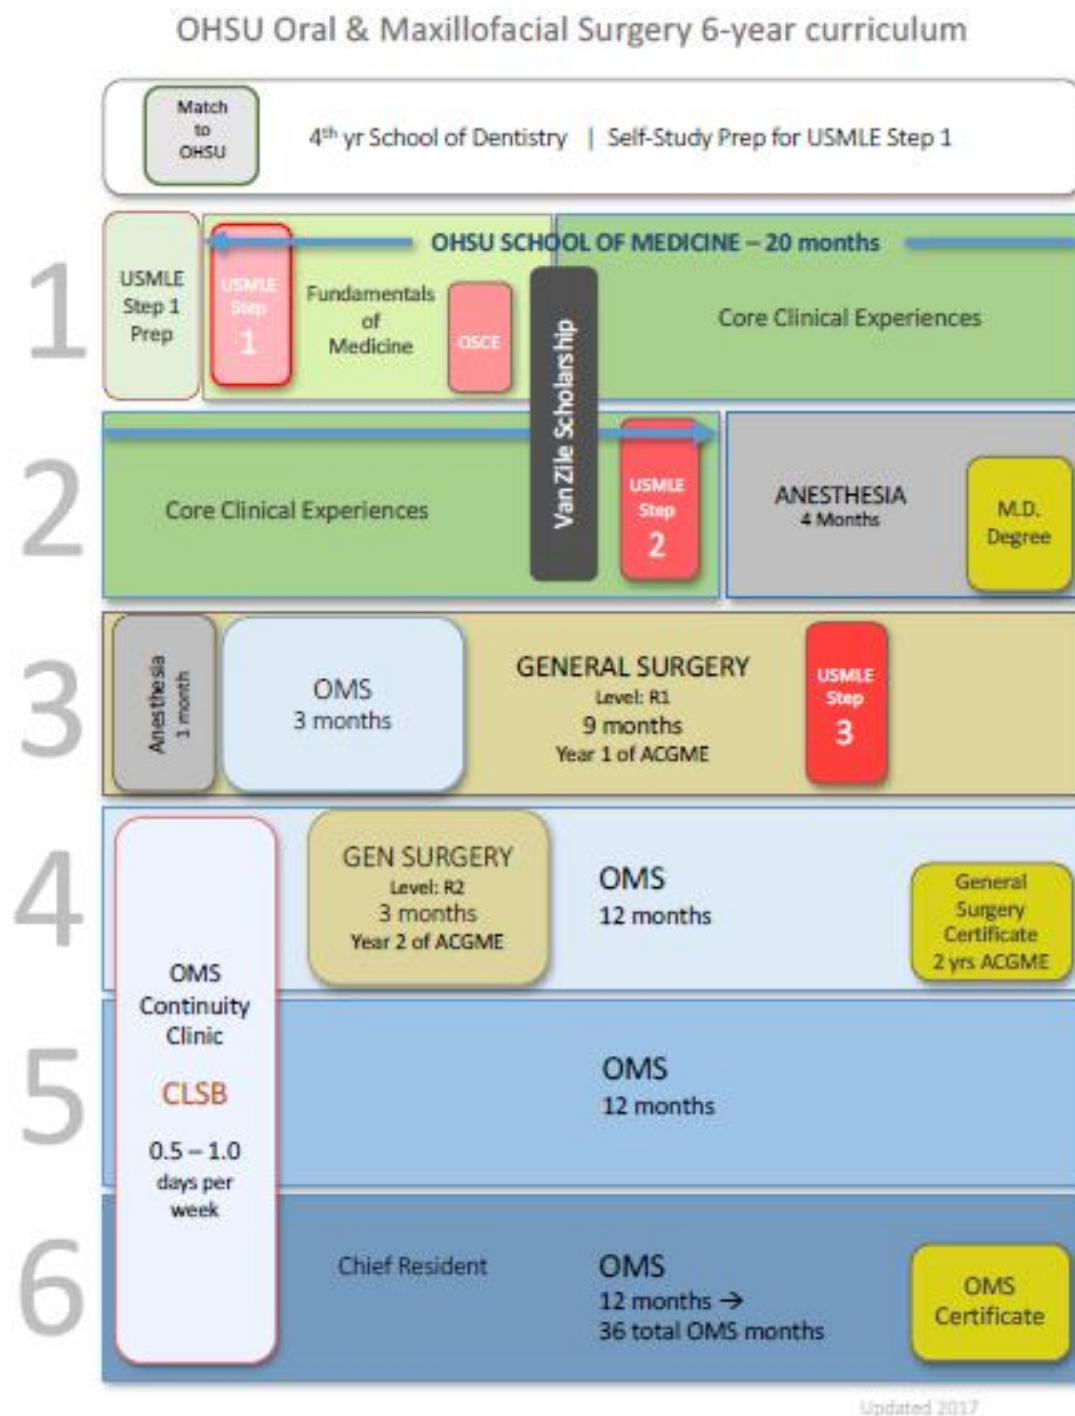 OHSU Oral & Maxillofacial Surgery 6-year curriculum
Match
to
OHSU
4th yr School of Dentistry | Self-Study Prep for USMLE Step 1
1
USMLE
Step 1
Prep
OHSU SCHOOL OF MEDICINE – 20 months
USMLE
Step
1
Fundamentals
of
Medicine
OSCE
Van Zile Scholarship
Core Clinical Experiences
2
Core Clinical Experiences
USMLE
Step
2
ANESTHESIA
4 Months
M.D.
Degree
3
Anesthesia
1 month
OMS
3 months
GENERAL SURGERY
Level: R1
9 months
Year 1 of ACGME
USMLE
Step
3
4
GEN SURGERY
Level: R2
3 months
Year 2 of ACGME
OMS
12 months
General
Surgery
Certificate
2 yrs ACGME
OMS
Continuity
Clinic
CLSB
0.5 – 1.0
days per
week
5
OMS
12 months
6
Chief Resident
OMS
12 months →
36 total OMS months
OMS
Certificate
Updated 2017